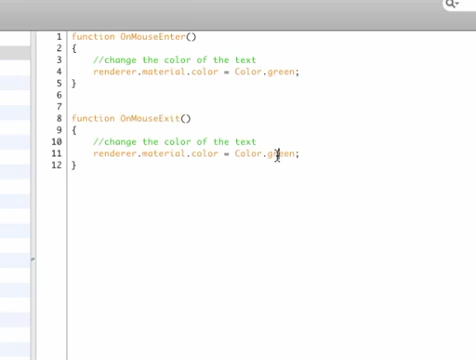 1 function OnMouseEnter()
2 {
3 //change the color of the text
4 renderer.material.color = Color.green;
5 }
6
7
8 function OnMouseExit()
9 {
10 //change the color of the text
11 renderer.material.color = Color.green;
12 }